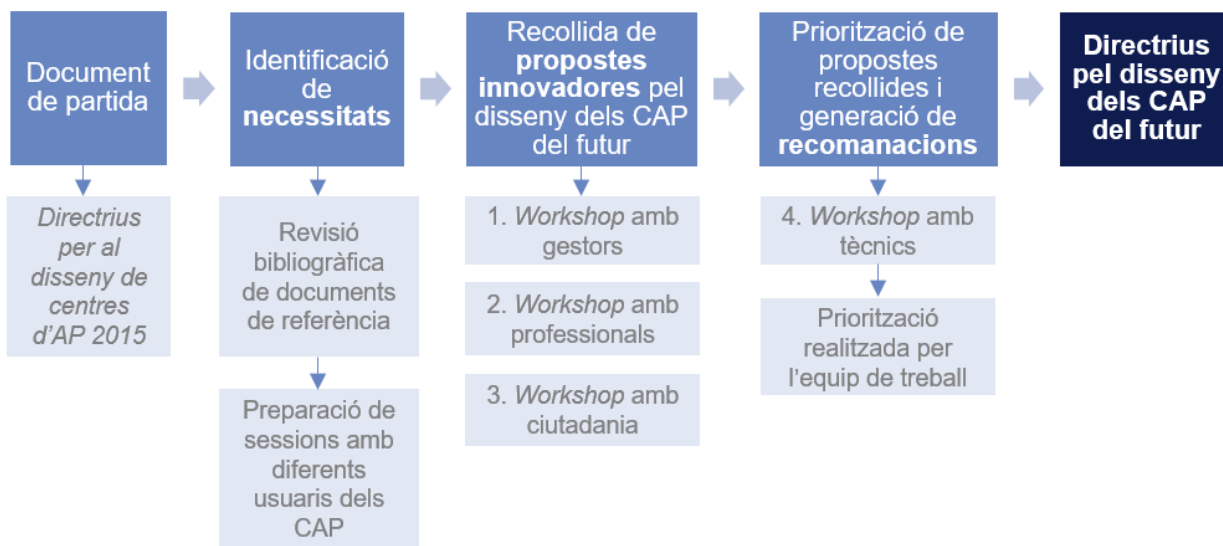 Document
de partida
Identificació
de
necessitats
Recollida de
propostes
innovadores pel
disseny dels CAP
del futur
Priorització de
propostes
recollides i
generació de
recomanacions
Directrius
pel disseny
dels CAP
del futur
Directrius
per al
disseny de
centres
d'AP 2015
Revisió
bibliogràfica
de documents
de referència
Preparació de
sessions amb
diferents
usuaris dels
CAP
1. Workshop amb
gestors
2. Workshop amb
professionals
3. Workshop amb
ciutadania
4. Workshop amb
tècnics
Priorització
realitzada per
l'equip de treball